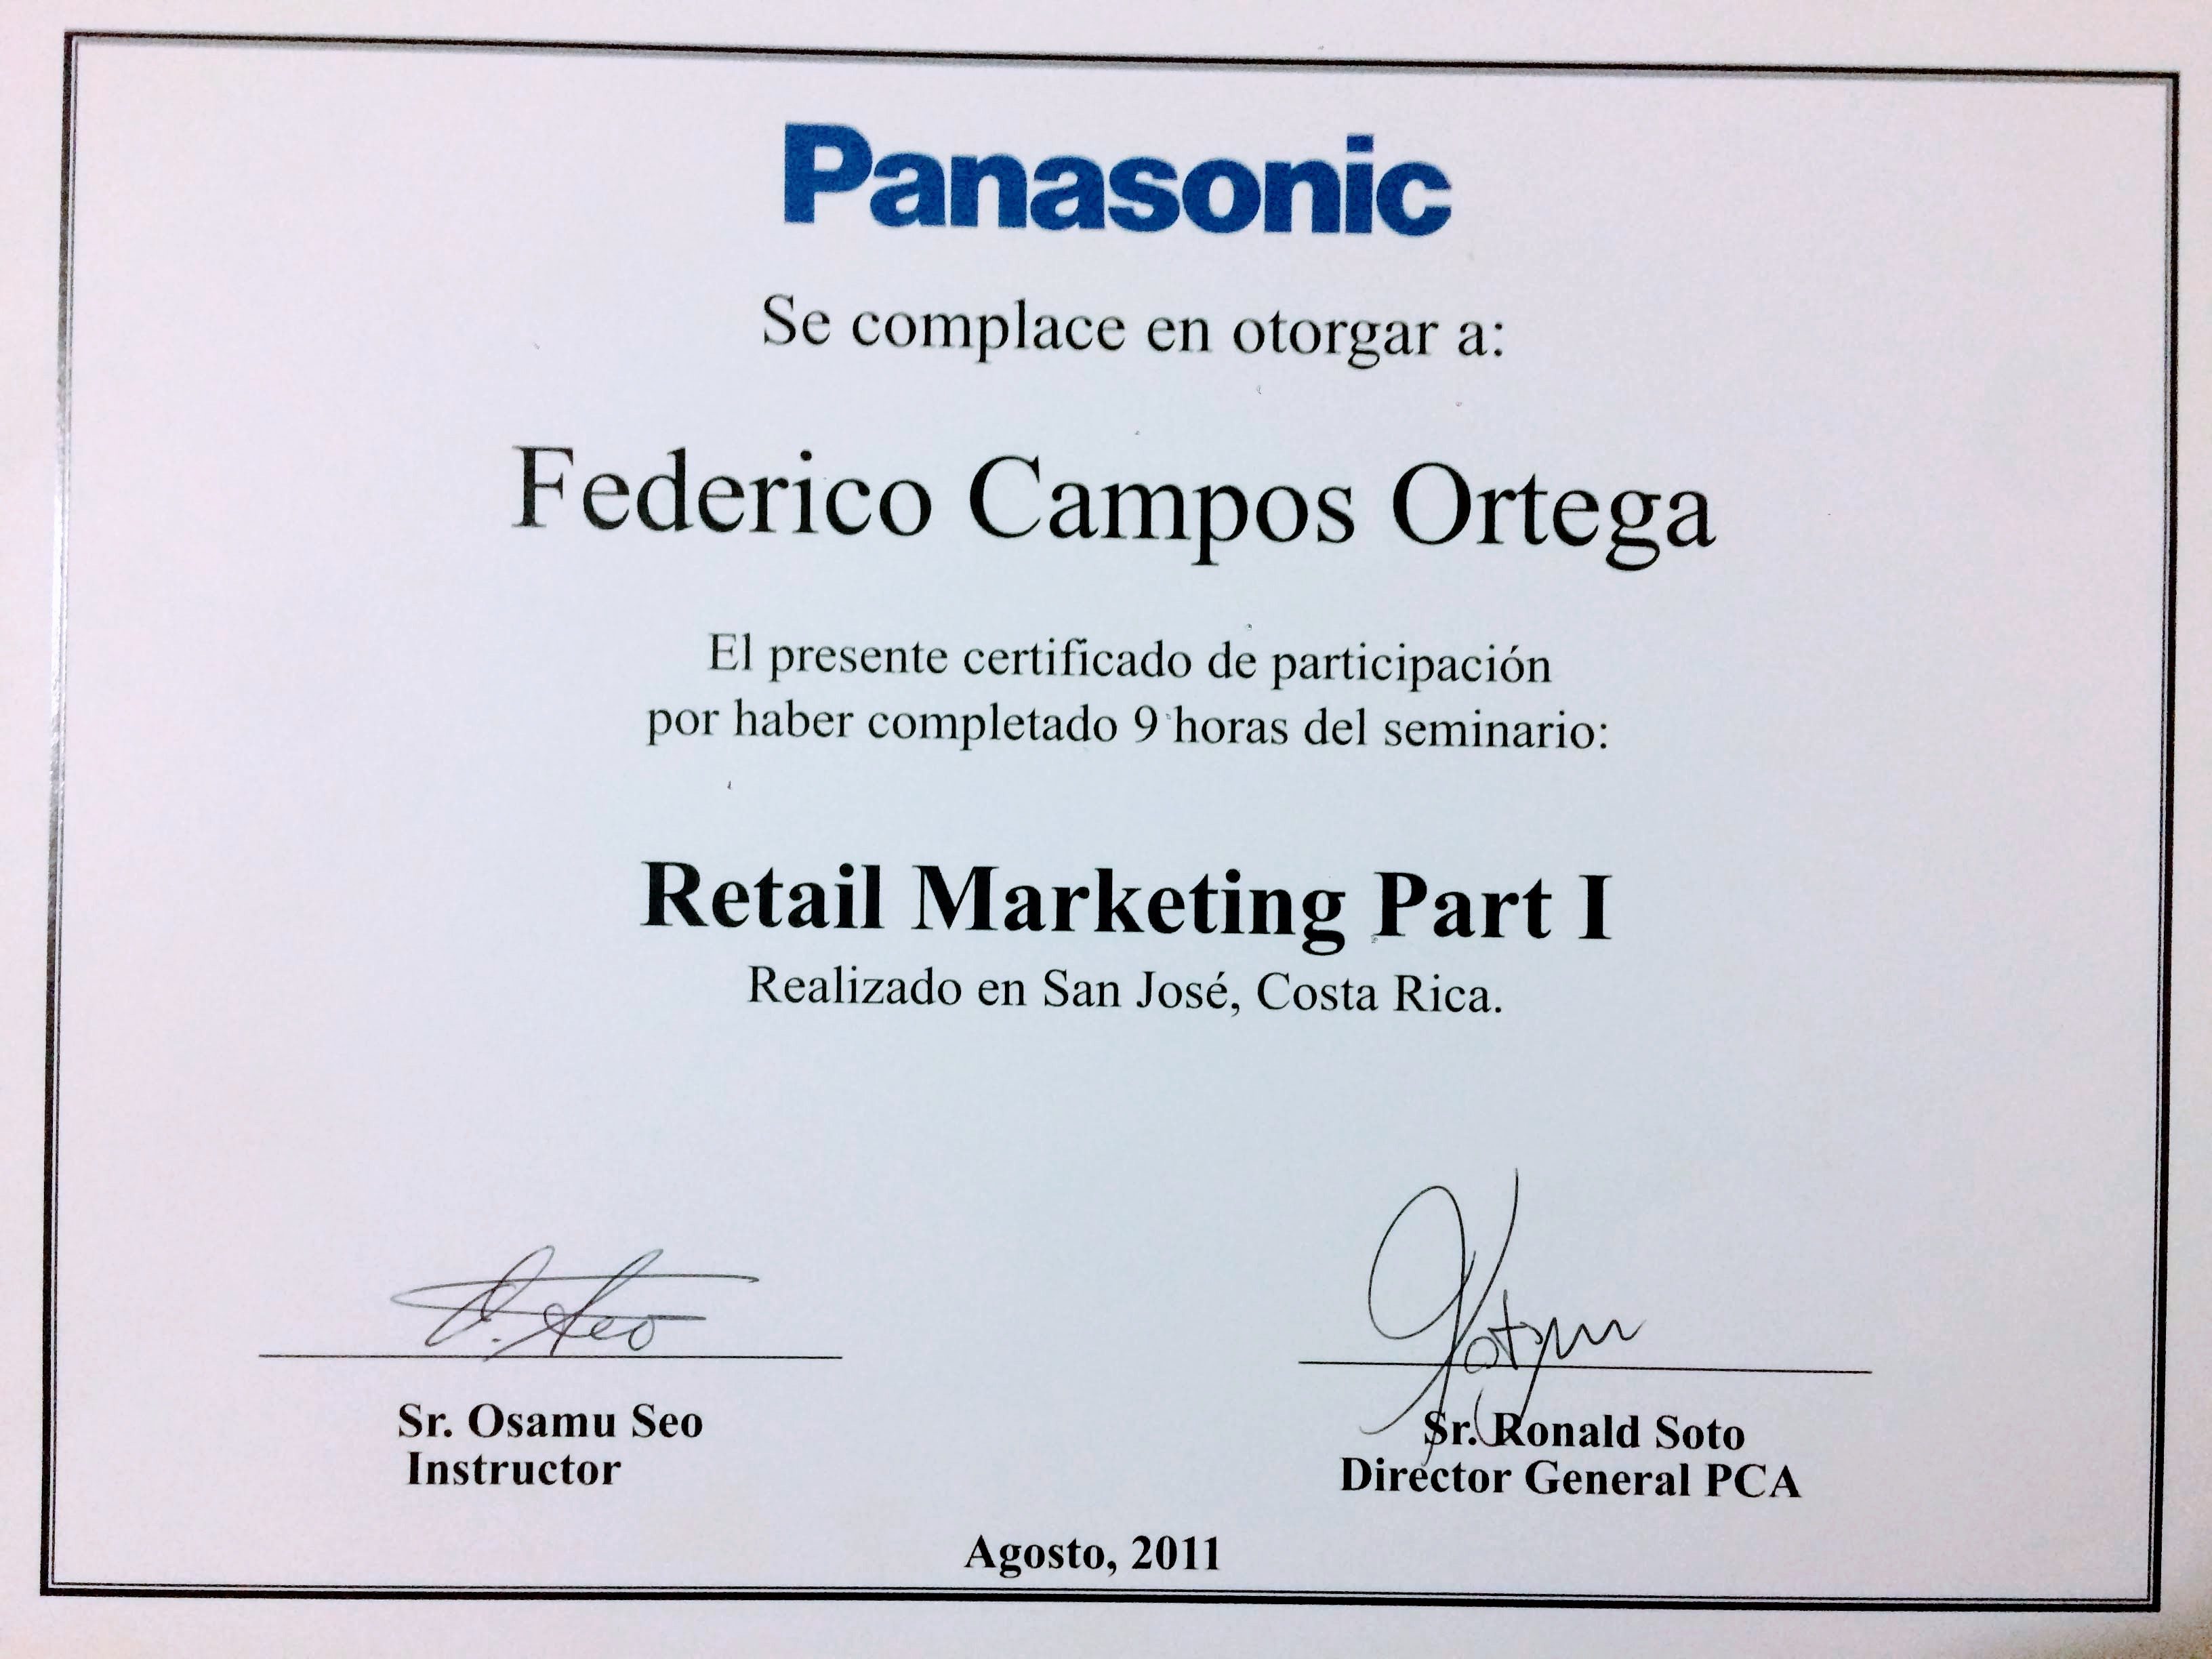 Panasonic
Se complace en otorgar a:
Federico Campos Ortega
El presente certificado de participación
por haber completado 9 horas del seminario:
Retail Marketing Part I
Realizado en San José, Costa Rica.
O. Seo
Sr. Osamu Seo
Instructor
Sr. Ronald Soto
Director General PCA
Agosto, 2011